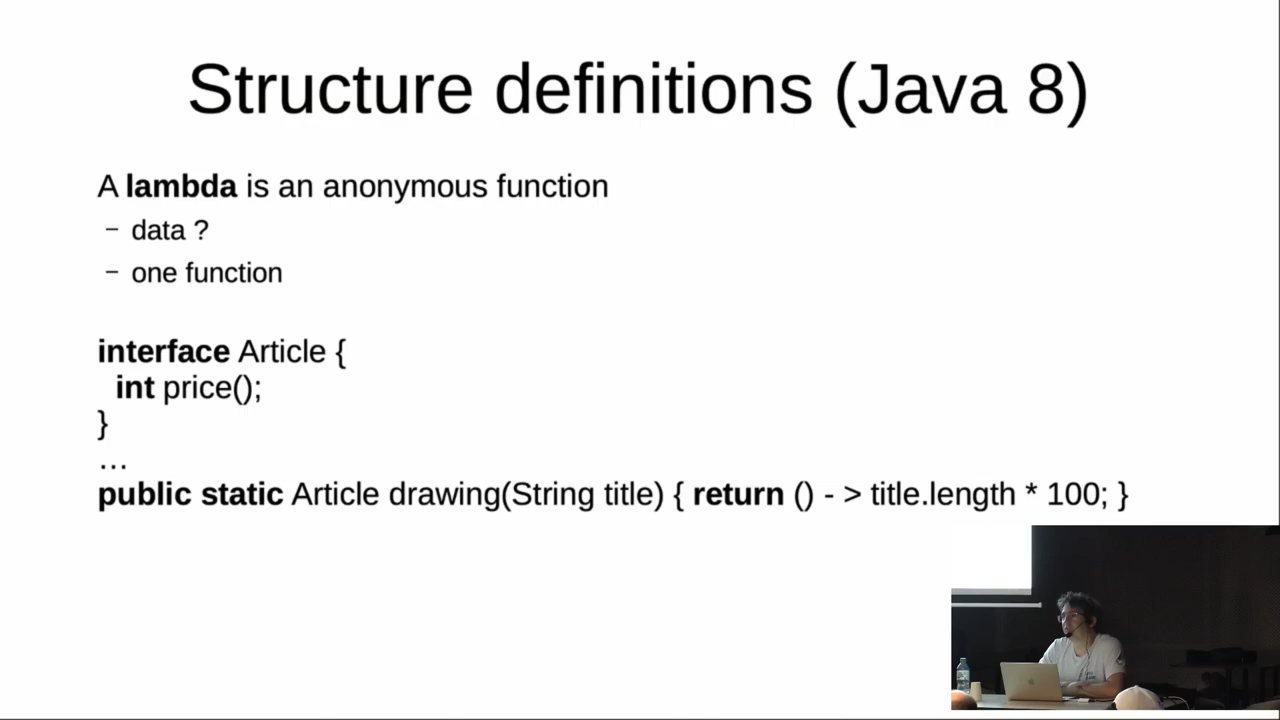 Structure definitions (Java 8)
A lambda is an anonymous function
– data ?
– one function
interface Article {
int price();
}
…
public static Article drawing(String title) { return () - > title.length * 100; }